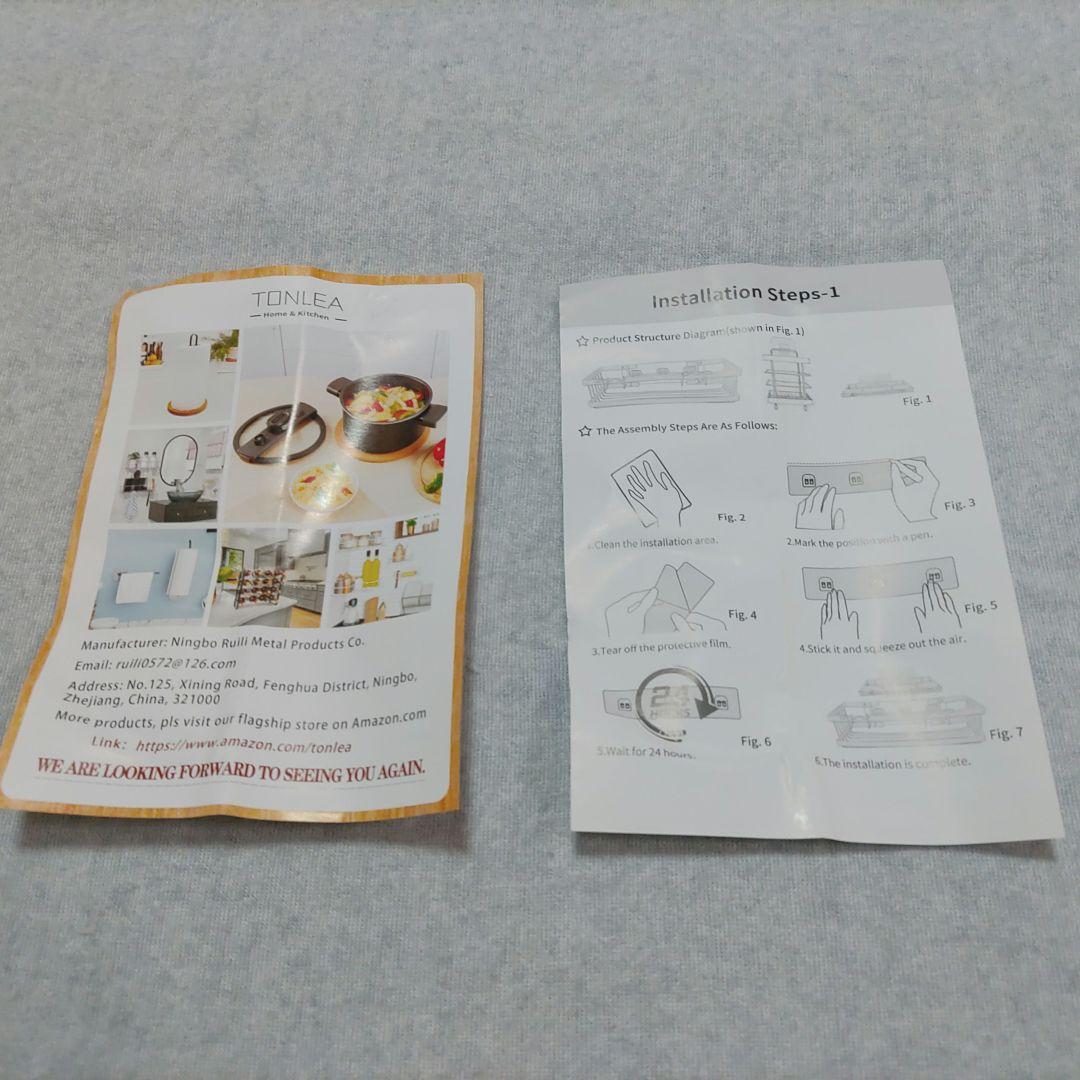 TONLEA
Home & Kitchen
Manufacturer: Ningbo Ruili Metal Products Co.
Email: ruili0572@126.com
Address: No.125, Xining Road, Fenghua District, Ningbo,
Zhejiang, China, 321000
More products, pls visit our flagship store on Amazon.com
Link: https://www.amazon.com/tonlea
WE ARE LOOKING FORWARD TO SEEING YOU AGAIN.
Installation Steps-1
☆ Product Structure Diagram(shown in Fig. 1)
Fig. 1
☆ The Assembly Steps Are As Follows:
Fig. 2
1.Clean the installation area.
Fig. 3
2.Mark the position with a pen.
Fig. 4
3.Tear off the protective film.
Fig. 5
4.Stick it and squeeze out the air.
24
HOURS
Fig. 6
5.Wait for 24 hours.
Fig. 7
6.The installation is complete.